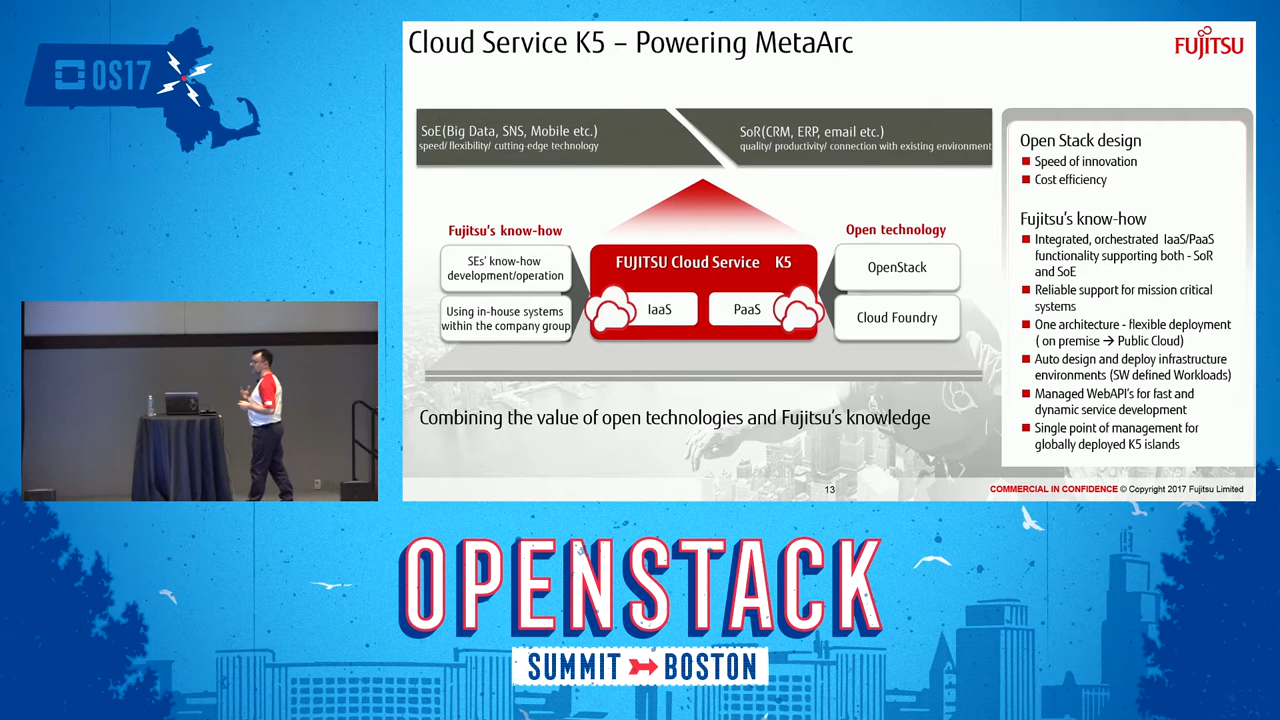 OS17
Cloud Service K5 – Powering MetaArc
FUJITSU
SoE(Big Data, SNS, Mobile etc.)
speed/ flexibility/ cutting-edge technology
SoR(CRM, ERP, email etc.)
quality/ productivity/ connection with existing environment
Fujitsu's know-how
SEs' know-how
development/operation
Using in-house systems
within the company group
FUJITSU Cloud Service K5
IaaS
PaaS
Open technology
OpenStack
Cloud Foundry
Combining the value of open technologies and Fujitsu's knowledge
Open Stack design
Speed of innovation
Cost efficiency
Fujitsu's know-how
Integrated, orchestrated IaaS/PaaS
functionality supporting both - SoR
and SoE
Reliable support for mission critical
systems
One architecture - flexible deployment
( on premise → Public Cloud)
Auto design and deploy infrastructure
environments (SW defined Workloads)
Managed WebAPI's for fast and
dynamic service development
Single point of management for
globally deployed K5 islands
13
COMMERCIAL IN CONFIDENCE © Copyright 2017 Fujitsu Limited
OPENSTACK
SUMMIT BOSTON